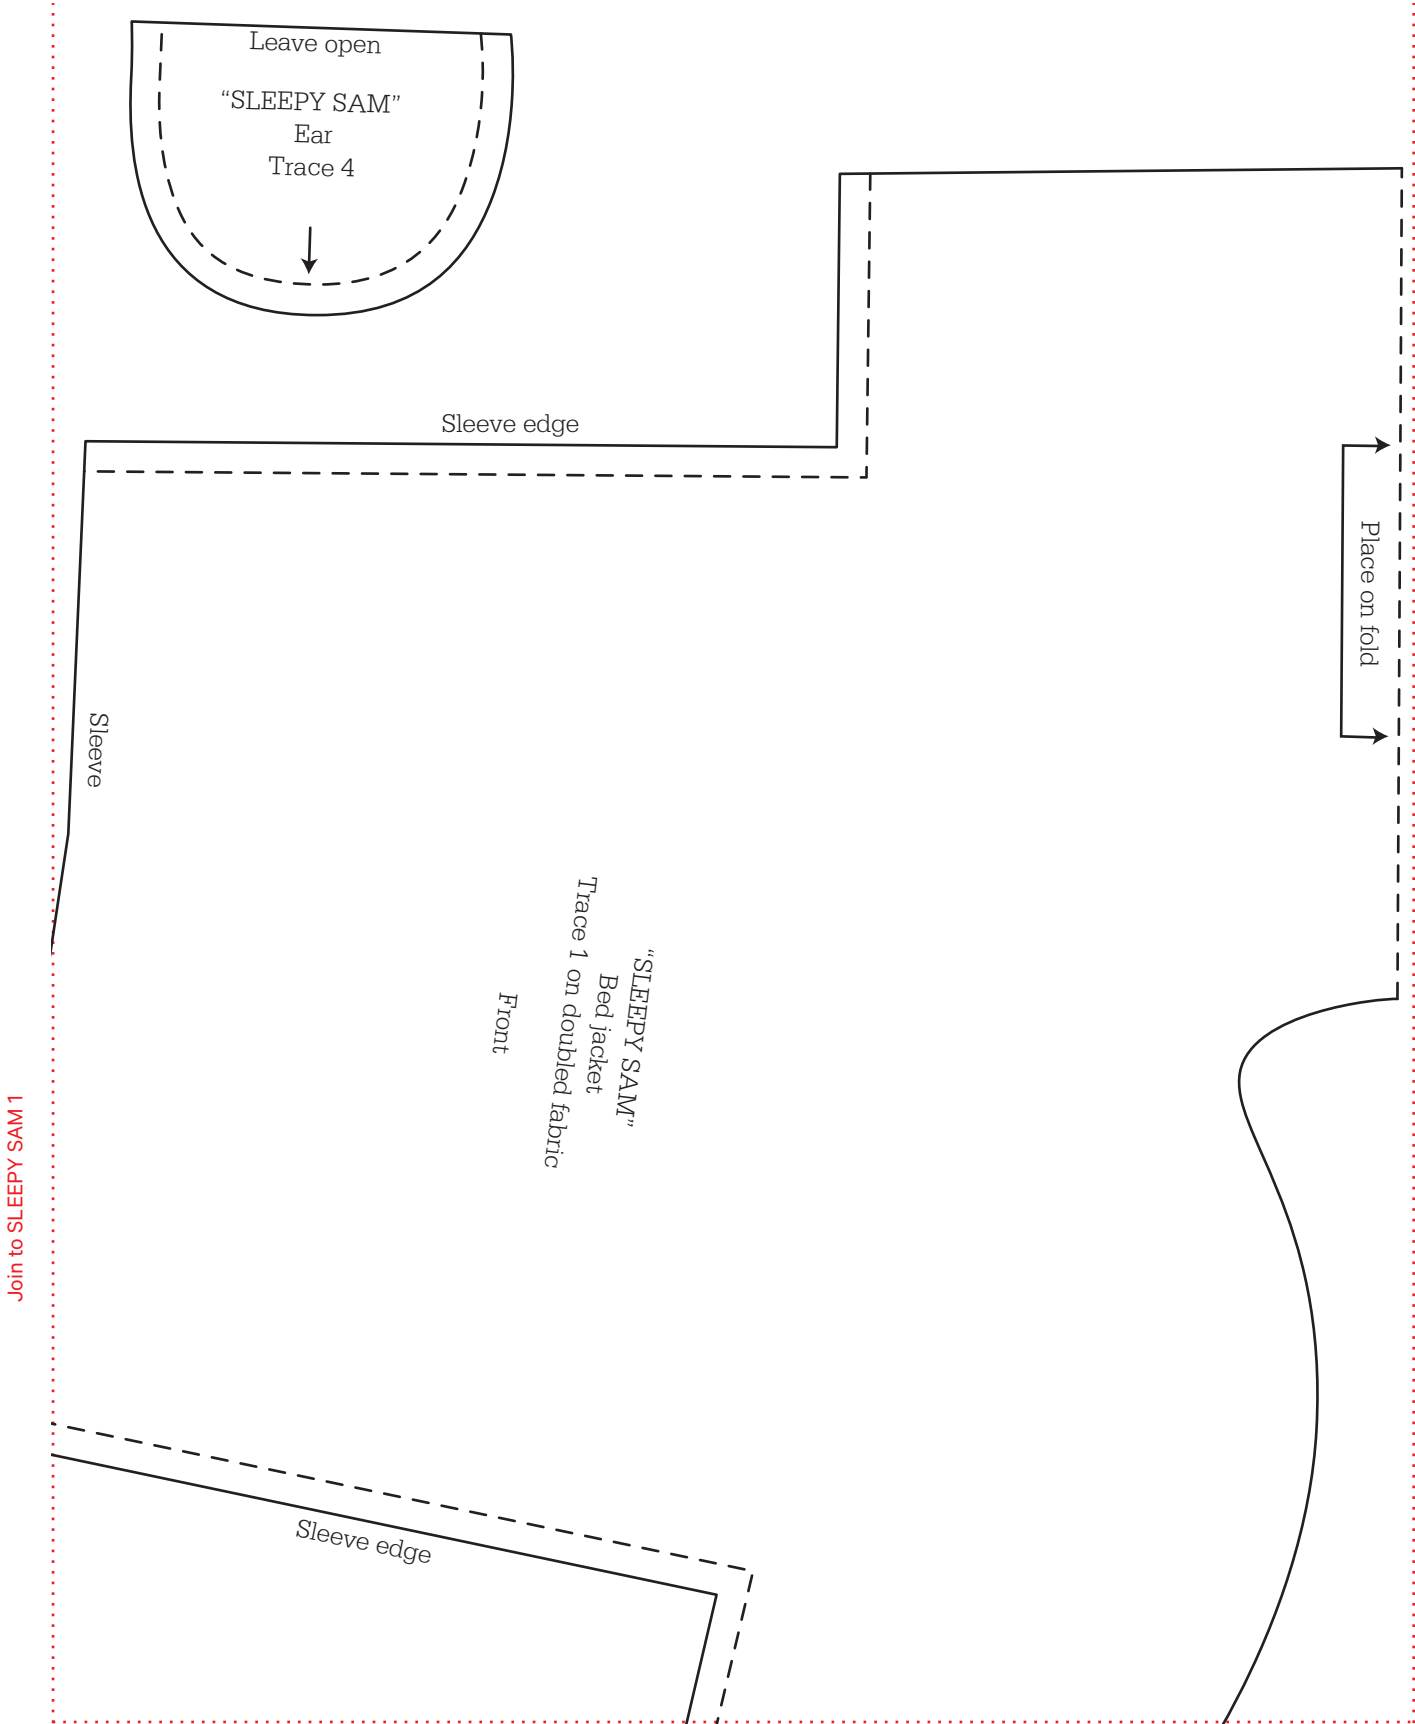 Leave open
“SLEEPY SAM”
Ear
Trace 4
Sleeve edge
Place on fold
Sleeve
“SLEEPY SAM”
Bed jacket
Trace 1 on doubled fabric
Front
Join to SLEEPY SAM 1
Sleeve edge